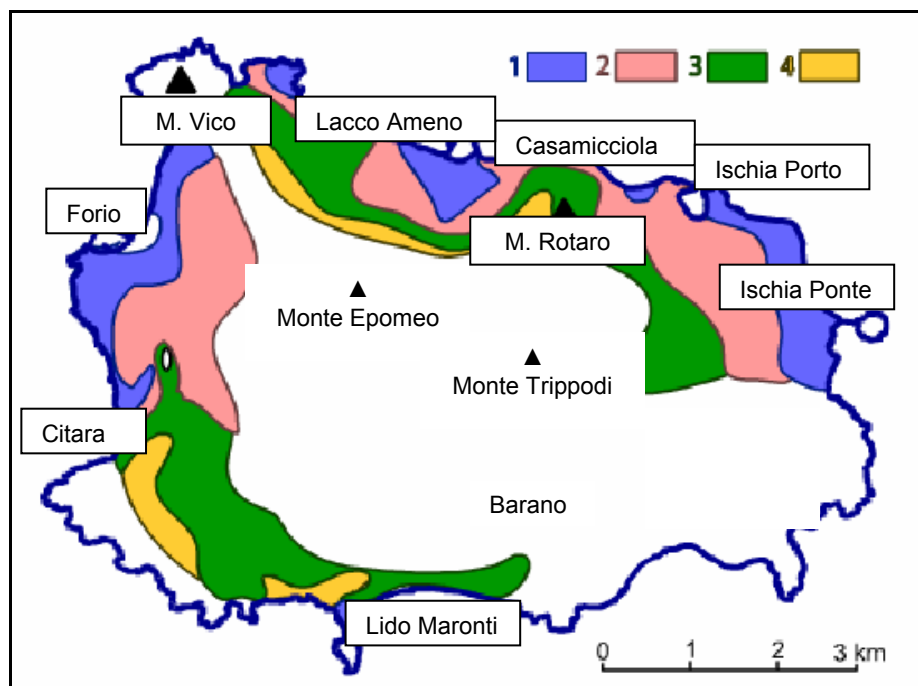 1 2 3 4
M. Vico
Lacco Ameno
Casamicciola
Ischia Porto
Forio
M. Rotaro
Ischia Ponte
Monte Epomeo
Monte Trippodi
Citara
Barano
Lido Maronti
0 1 2 3 km